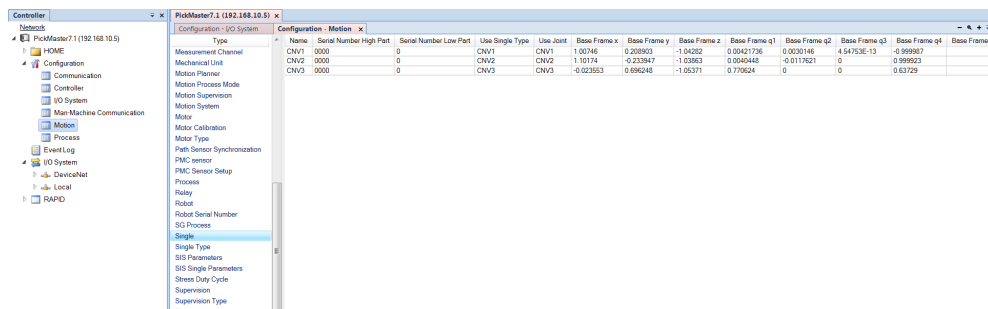 Controller
Network
PickMaster7.1 (192.168.10.5)
HOME
Configuration
Communication
Controller
I/O System
Man-Machine Communication
Motion
Process
Event Log
I/O System
DeviceNet
Local
RAPID
PickMaster7.1 (192.168.10.5)
Configuration - I/O System
Configuration - Motion
Type
Measurement Channel
Mechanical Unit
Motion Planner
Motion Process Mode
Motion Supervision
Motion System
Motor
Motor Calibration
Motor Type
Path Sensor Synchronization
PMC sensor
PMC Sensor Setup
Process
Relay
Robot
Robot Serial Number
SG Process
Single
Single Type
SIS Parameters
SIS Single Parameters
Stress Duty Cycle
Supervision
Supervision Type
Name Serial Number High Part Serial Number Low Part Use Single Type Use Joint Base Frame x Base Frame y Base Frame z Base Frame q1 Base Frame q2 Base Frame q3 Base Frame q4 Base Frame
CNV1 0000 0 CNV1 CNV1 1.00746 0.208903 -1.04282 0.00421736 0.0030146 4.54753E-13 -0.999987
CNV2 0000 0 CNV2 CNV2 1.10174 -0.233947 -1.03863 0.0040448 -0.0117621 0 0.999923
CNV3 0000 0 CNV3 CNV3 -0.023553 0.696248 -1.05371 0.770624 0 0 0.63729